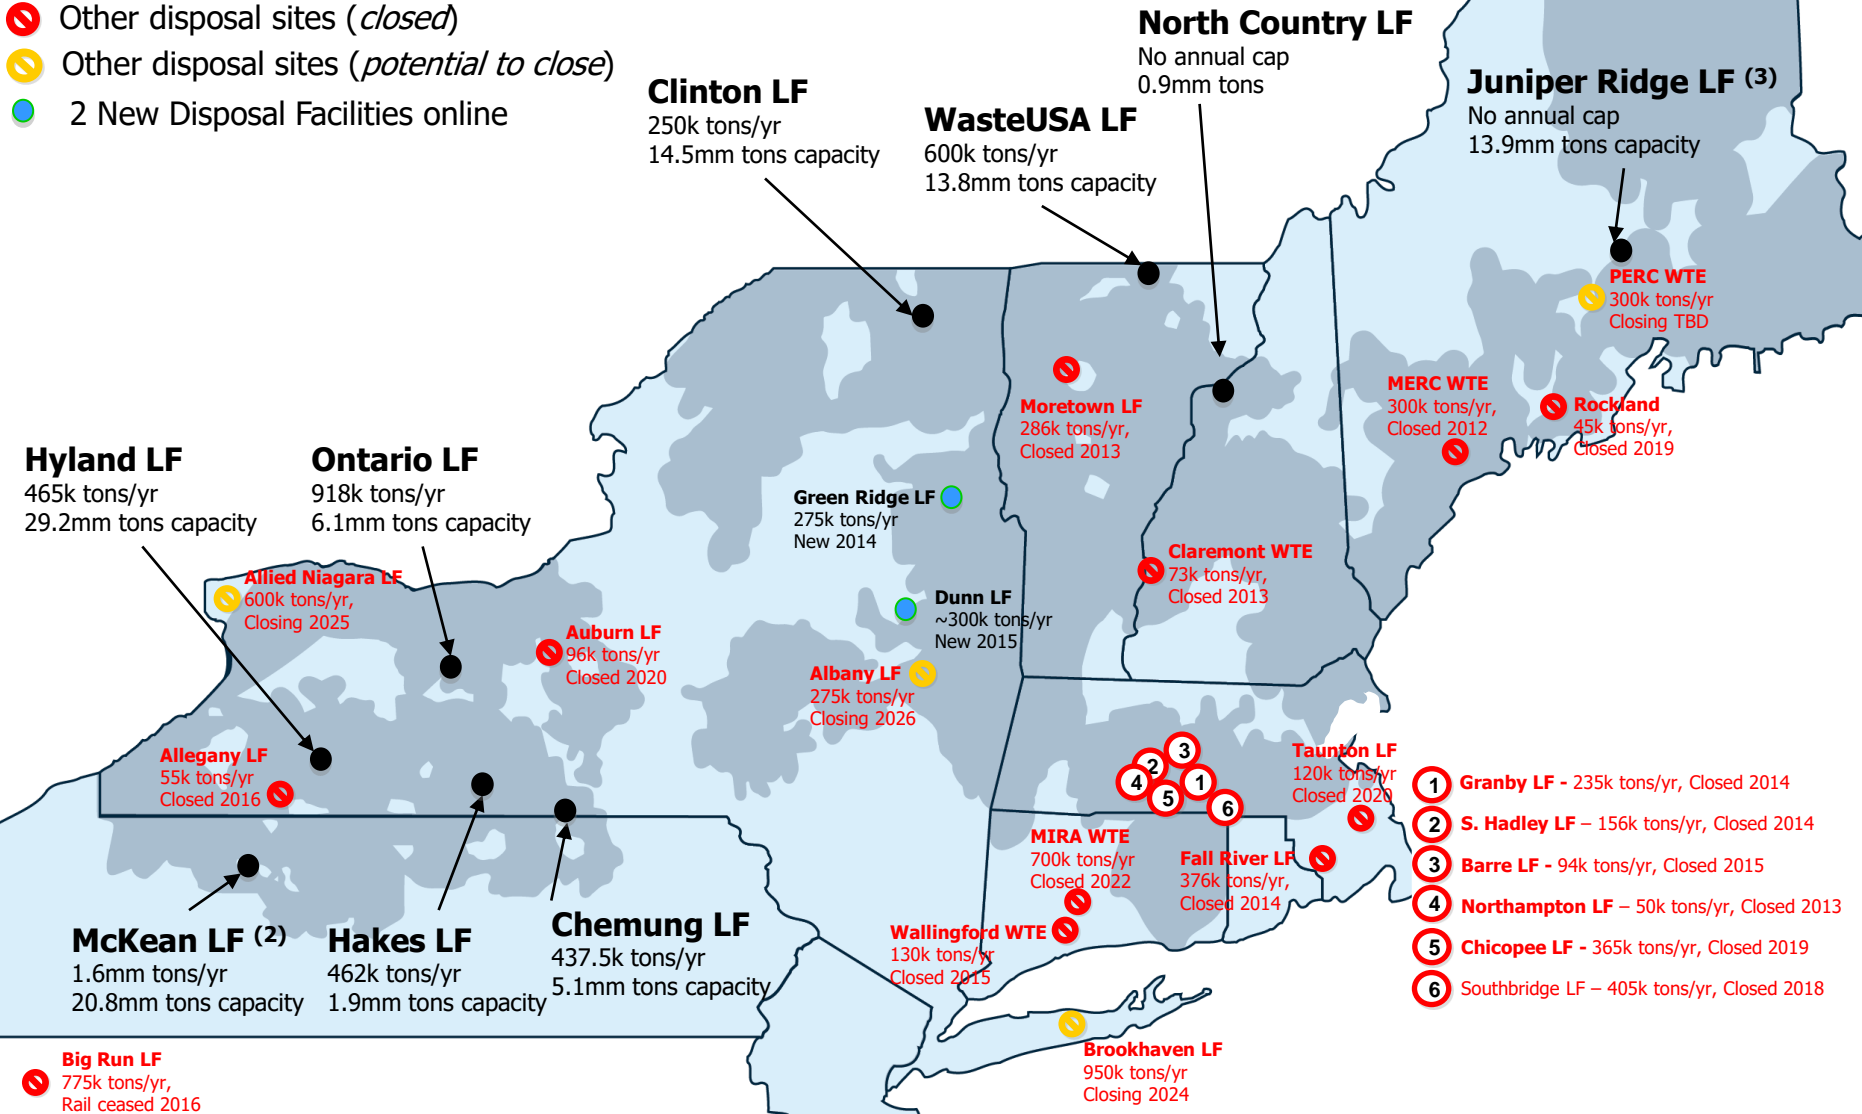 Other disposal sites (closed)
Other disposal sites (potential to close)
2 New Disposal Facilities online
North Country LF
No annual cap
0.9mm tons
Juniper Ridge LF (3)
No annual cap
13.9mm tons capacity
Clinton LF
250k tons/yr
14.5mm tons capacity
WasteUSA LF
600k tons/yr
13.8mm tons capacity
PERC WTE
300k tons/yr
Closing TBD
MERC WTE
300k tons/yr,
Closed 2012
Rockland
45k tons/yr,
Closed 2019
Moretown LF
286k tons/yr,
Closed 2013
Hyland LF
465k tons/yr
29.2mm tons capacity
Ontario LF
918k tons/yr
6.1mm tons capacity
Green Ridge LF
275k tons/yr
New 2014
Claremont WTE
73k tons/yr,
Closed 2013
Allied Niagara LF
600k tons/yr,
Closing 2025
Dunn LF
~300k tons/yr
New 2015
Auburn LF
96k tons/yr
Closed 2020
Albany LF
275k tons/yr
Closing 2026
Allegany LF
55k tons/yr
Closed 2016
Taunton LF
120k tons/yr
Closed 2020
3
2
4
1
5
6
1 Granby LF - 235k tons/yr, Closed 2014
2 S. Hadley LF – 156k tons/yr, Closed 2014
3 Barre LF - 94k tons/yr, Closed 2015
4 Northampton LF – 50k tons/yr, Closed 2013
5 Chicopee LF - 365k tons/yr, Closed 2019
6 Southbridge LF – 405k tons/yr, Closed 2018
MIRA WTE
700k tons/yr
Closed 2022
Fall River LF
376k tons/yr,
Closed 2014
Wallingford WTE
130k tons/yr
Closed 2015
McKean LF (2)
1.6mm tons/yr
20.8mm tons capacity
Hakes LF
462k tons/yr
1.9mm tons capacity
Chemung LF
437.5k tons/yr
5.1mm tons capacity
Brookhaven LF
950k tons/yr
Closing 2024
Big Run LF
775k tons/yr,
Rail ceased 2016